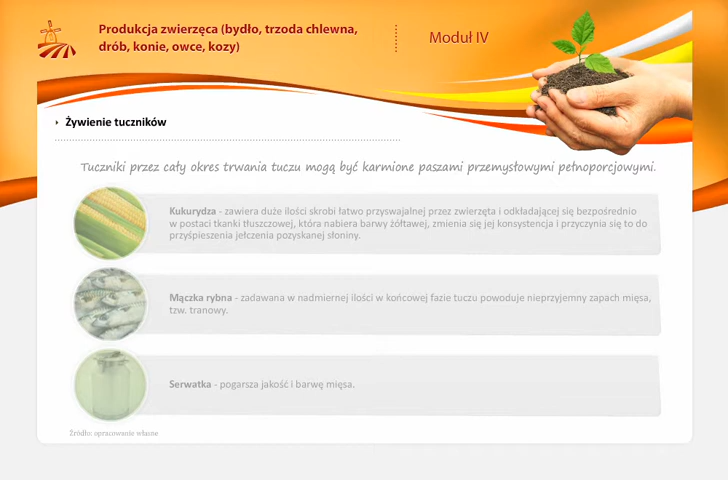 Produkcja zwierzęca (bydło, trzoda chlewna,
drób, konie, owce, kozy)
Moduł IV
Żywienie tuczników
Tuczniki przez cały okres trwania tuczu mogą być karmione paszami przemysłowymi pełnoporcjowymi.
Kukurydza - zawiera duże ilości skrobi łatwo przyswajalnej przez zwierzęta i odkładającej się bezpośrednio
w postaci tkanki tłuszczowej, która nabiera barwy żółtawej, zmienia się jej konsystencja i przyczynia się to do
przyśpieszenia jełczenia pozyskanej słoniny.
Mączka rybna - zadawana w nadmiernej ilości w końcowej fazie tuczu powoduje nieprzyjemny zapach mięsa,
tzw. tranowy.
Serwatka - pogarsza jakość i barwę mięsa.
Źródło: opracowanie własne